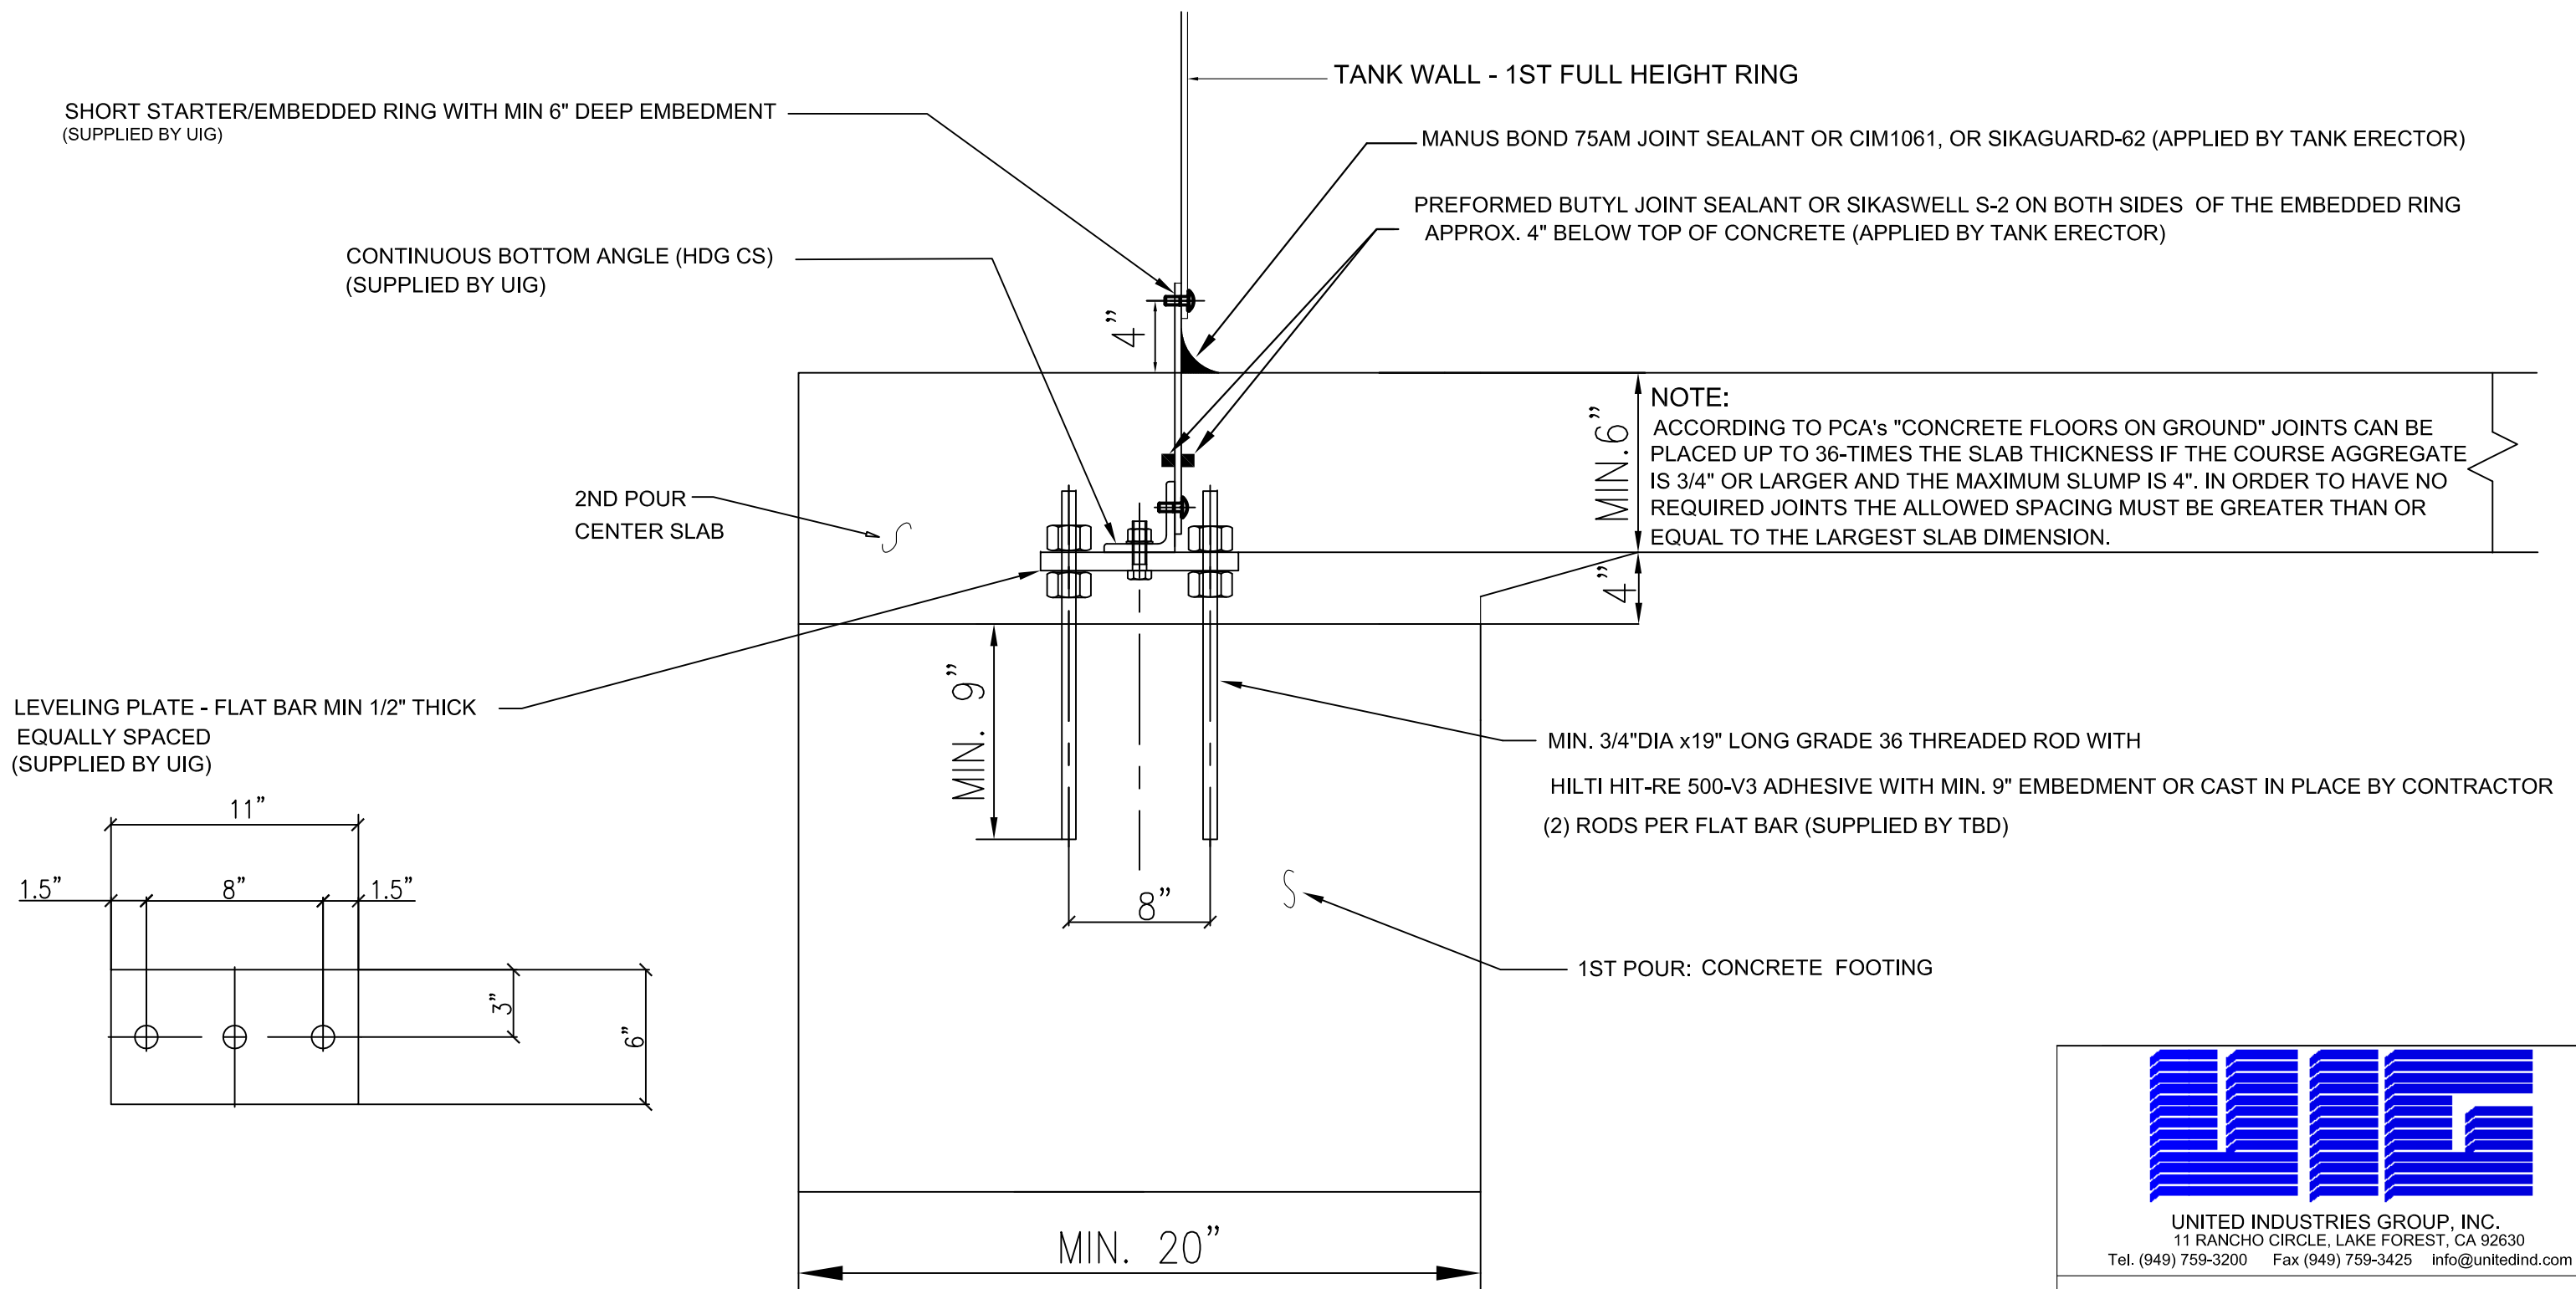 TANK WALL - 1ST FULL HEIGHT RING
SHORT STARTER/EMBEDDED RING WITH MIN 6" DEEP EMBEDMENT
(SUPPLIED BY UIG)
MANUS BOND 75AM JOINT SEALANT OR CIM1061, OR SIKAGUARD-62 (APPLIED BY TANK ERECTOR)
PREFORMED BUTYL JOINT SEALANT OR SIKASWELL S-2 ON BOTH SIDES OF THE EMBEDDED RING
APPROX. 4" BELOW TOP OF CONCRETE (APPLIED BY TANK ERECTOR)
CONTINUOUS BOTTOM ANGLE (HDG CS)
(SUPPLIED BY UIG)
4”
MIN. 6”
NOTE:
ACCORDING TO PCA's "CONCRETE FLOORS ON GROUND" JOINTS CAN BE
PLACED UP TO 36-TIMES THE SLAB THICKNESS IF THE COURSE AGGREGATE
IS 3/4" OR LARGER AND THE MAXIMUM SLUMP IS 4". IN ORDER TO HAVE NO
REQUIRED JOINTS THE ALLOWED SPACING MUST BE GREATER THAN OR
EQUAL TO THE LARGEST SLAB DIMENSION.
2ND POUR
CENTER SLAB
4”
MIN. 9”
LEVELING PLATE - FLAT BAR MIN 1/2" THICK
EQUALLY SPACED
(SUPPLIED BY UIG)
MIN. 3/4"DIA x19" LONG GRADE 36 THREADED ROD WITH
HILTI HIT-RE 500-V3 ADHESIVE WITH MIN. 9" EMBEDMENT OR CAST IN PLACE BY CONTRACTOR
(2) RODS PER FLAT BAR (SUPPLIED BY TBD)
11”
1.5”
8”
1.5”
8”
3”
6”
1ST POUR: CONCRETE FOOTING
MIN. 20”
UIG
UNITED INDUSTRIES GROUP, INC.
11 RANCHO CIRCLE, LAKE FOREST, CA 92630
Tel. (949) 759-3200 Fax (949) 759-3425 info@unitedind.com